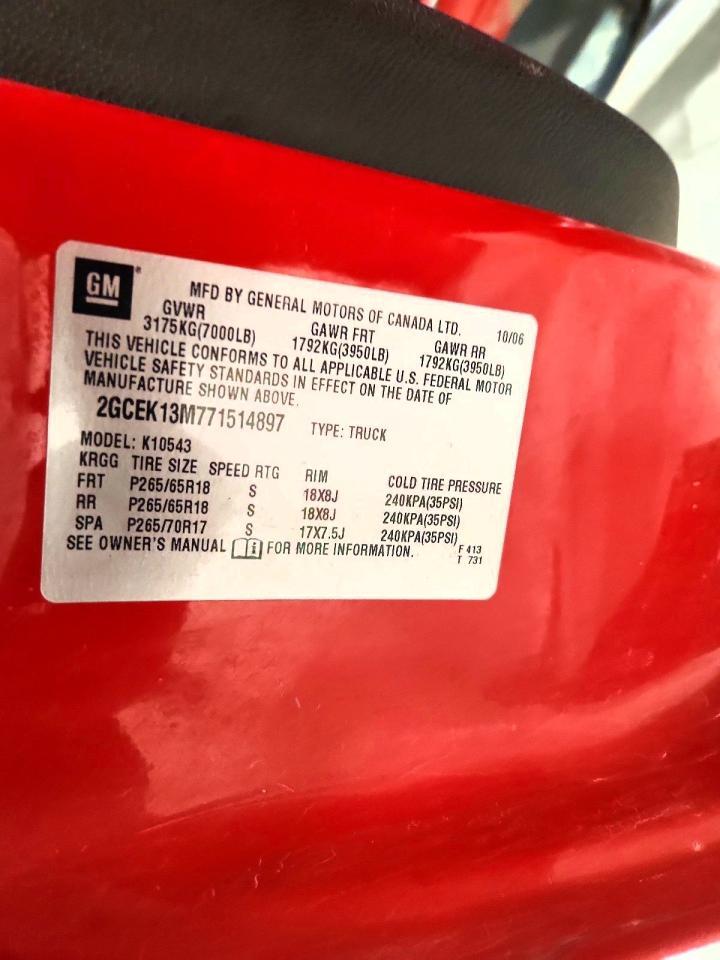 GM
MFD BY GENERAL MOTORS OF CANADA LTD. 10/06
GVWR GAWR FRT GAWR RR
3175KG(7000LB) 1792KG(3950LB) 1792KG(3950LB)
THIS VEHICLE CONFORMS TO ALL APPLICABLE U.S. FEDERAL MOTOR
VEHICLE SAFETY STANDARDS IN EFFECT ON THE DATE OF
MANUFACTURE SHOWN ABOVE.
2GCEK13M771514897 TYPE: TRUCK
MODEL: K10543
KRGG TIRE SIZE SPEED RTG RIM COLD TIRE PRESSURE
FRT P265/65R18 S 18X8J 240KPA(35PSI)
RR P265/65R18 S 18X8J 240KPA(35PSI)
SPA P265/70R17 S 17X7.5J 240KPA(35PSI)
SEE OWNER'S MANUAL i FOR MORE INFORMATION. F 413
T 731